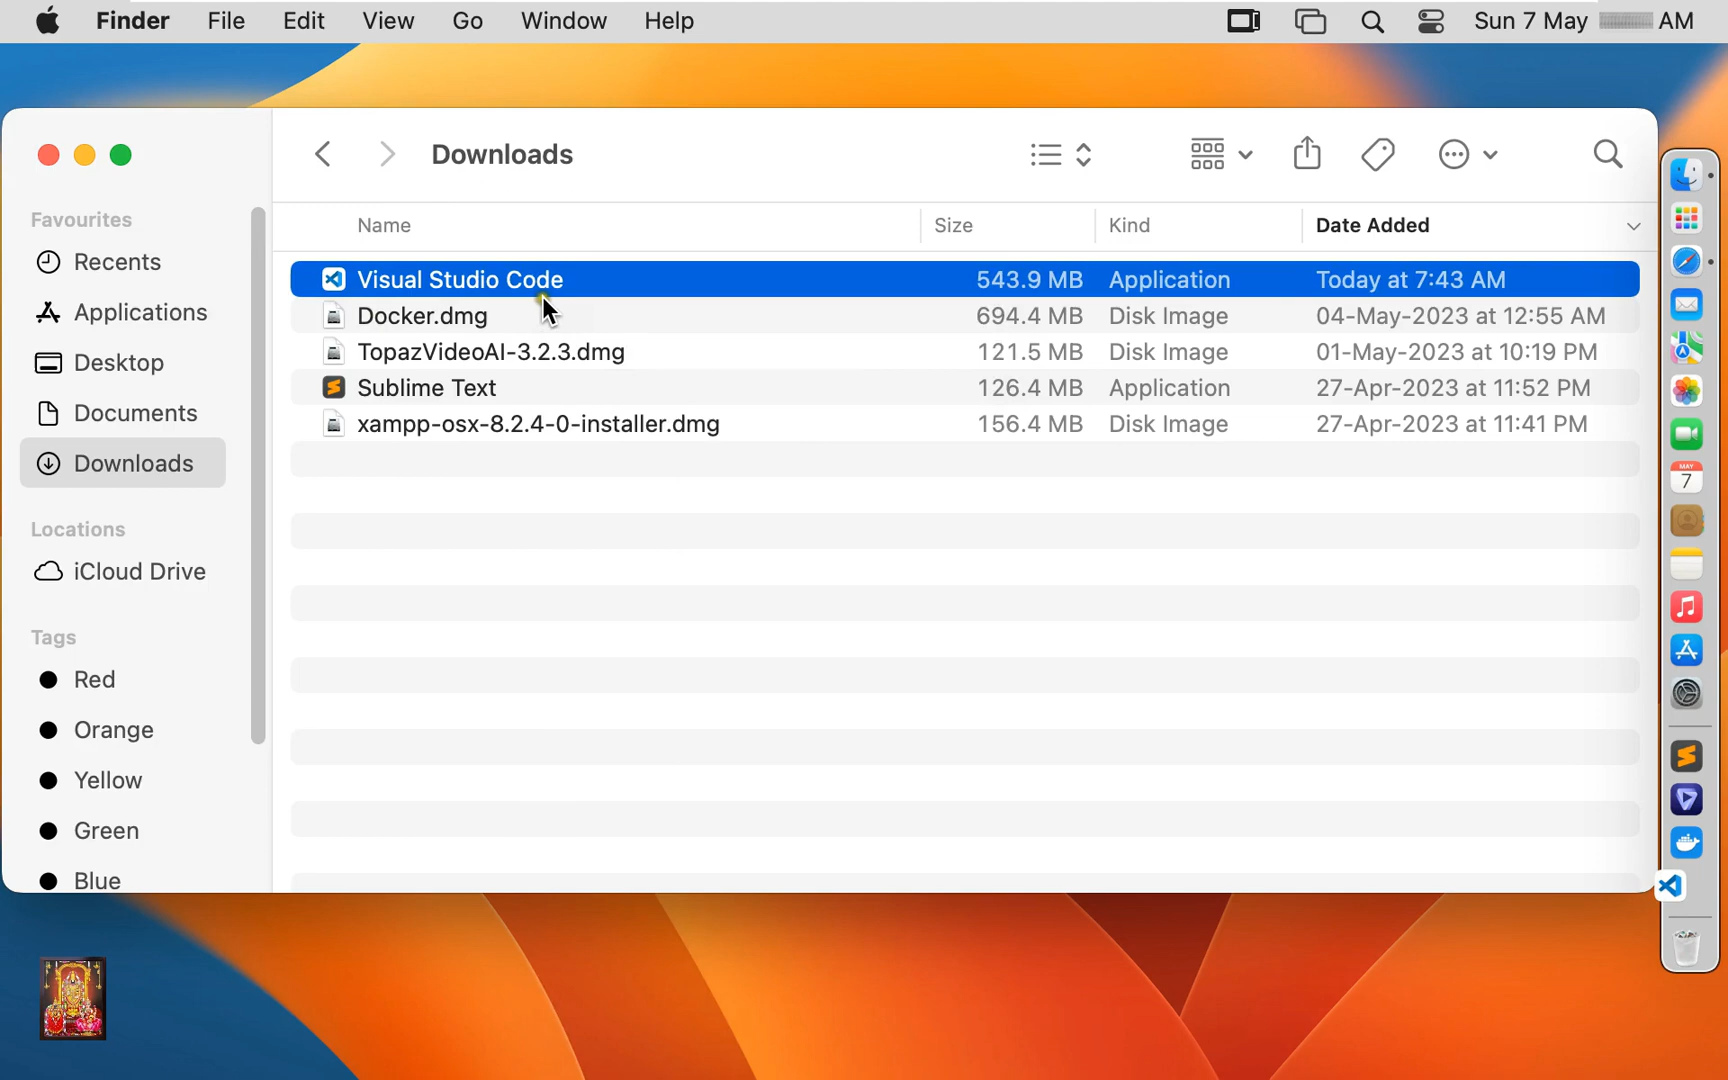 Finder File Edit View Go Window Help Sun 7 May AM
Downloads
Favourites
Recents
Applications
Desktop
Documents
Downloads
Locations
iCloud Drive
Tags
Red
Orange
Yellow
Green
Blue
Name Size Kind Date Added
Visual Studio Code 543.9 MB Application Today at 7:43 AM
Docker.dmg 694.4 MB Disk Image 04-May-2023 at 12:55 AM
TopazVideoAI-3.2.3.dmg 121.5 MB Disk Image 01-May-2023 at 10:19 PM
Sublime Text 126.4 MB Application 27-Apr-2023 at 11:52 PM
xampp-osx-8.2.4-0-installer.dmg 156.4 MB Disk Image 27-Apr-2023 at 11:41 PM
MAY
7